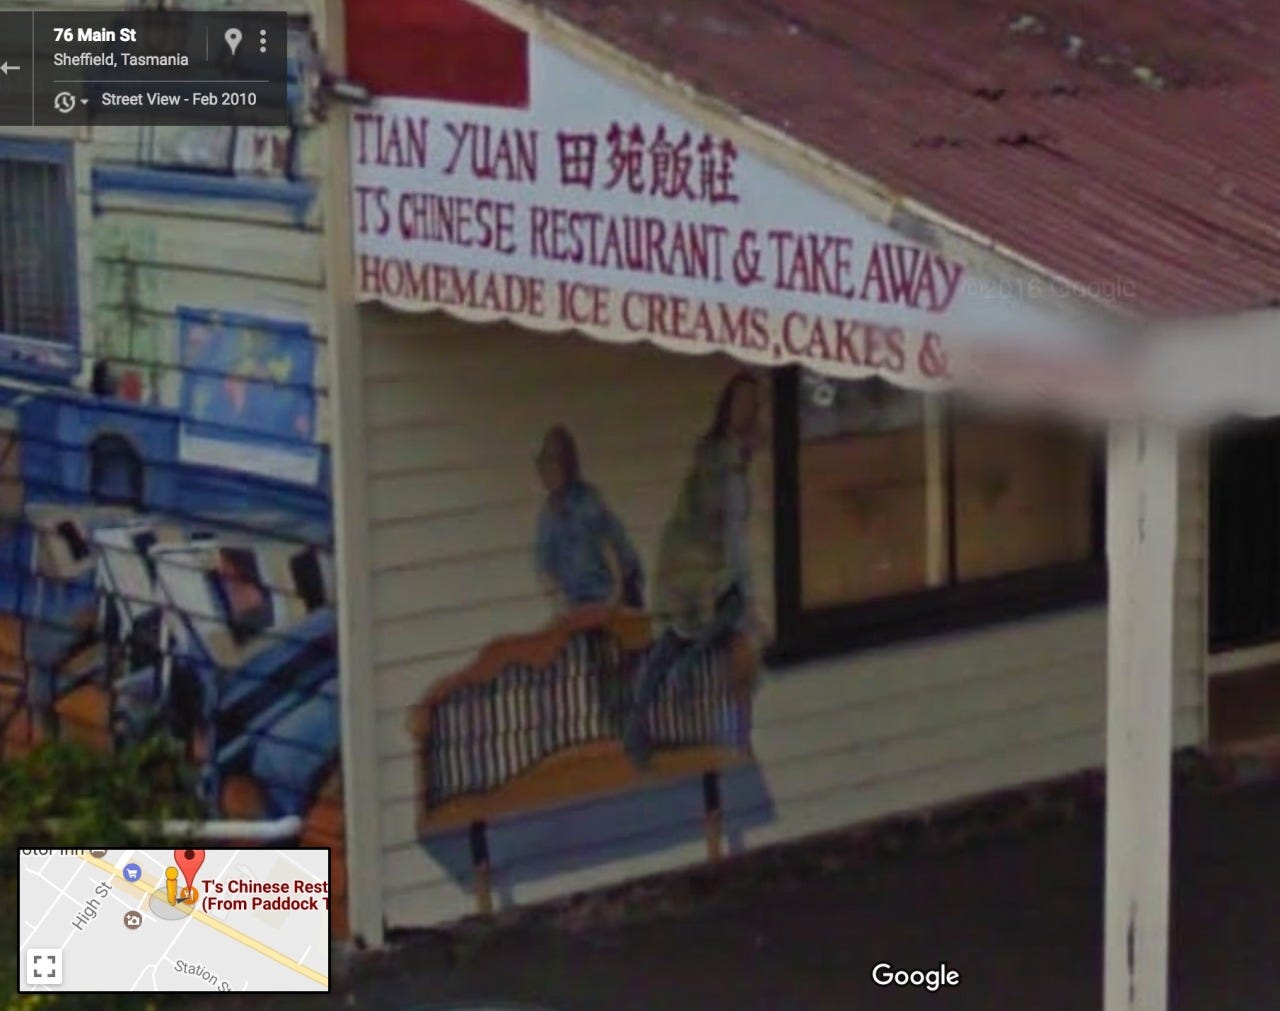 76 Main St
Sheffield, Tasmania
Street View - Feb 2010
TIAN YUAN 田苑飯莊
T'S CHINESE RESTAURANT & TAKE AWAY
HOMEMADE ICE CREAMS, CAKES &
©2016 Google
High St
T's Chinese Rest
(From Paddock T
Station St
Google